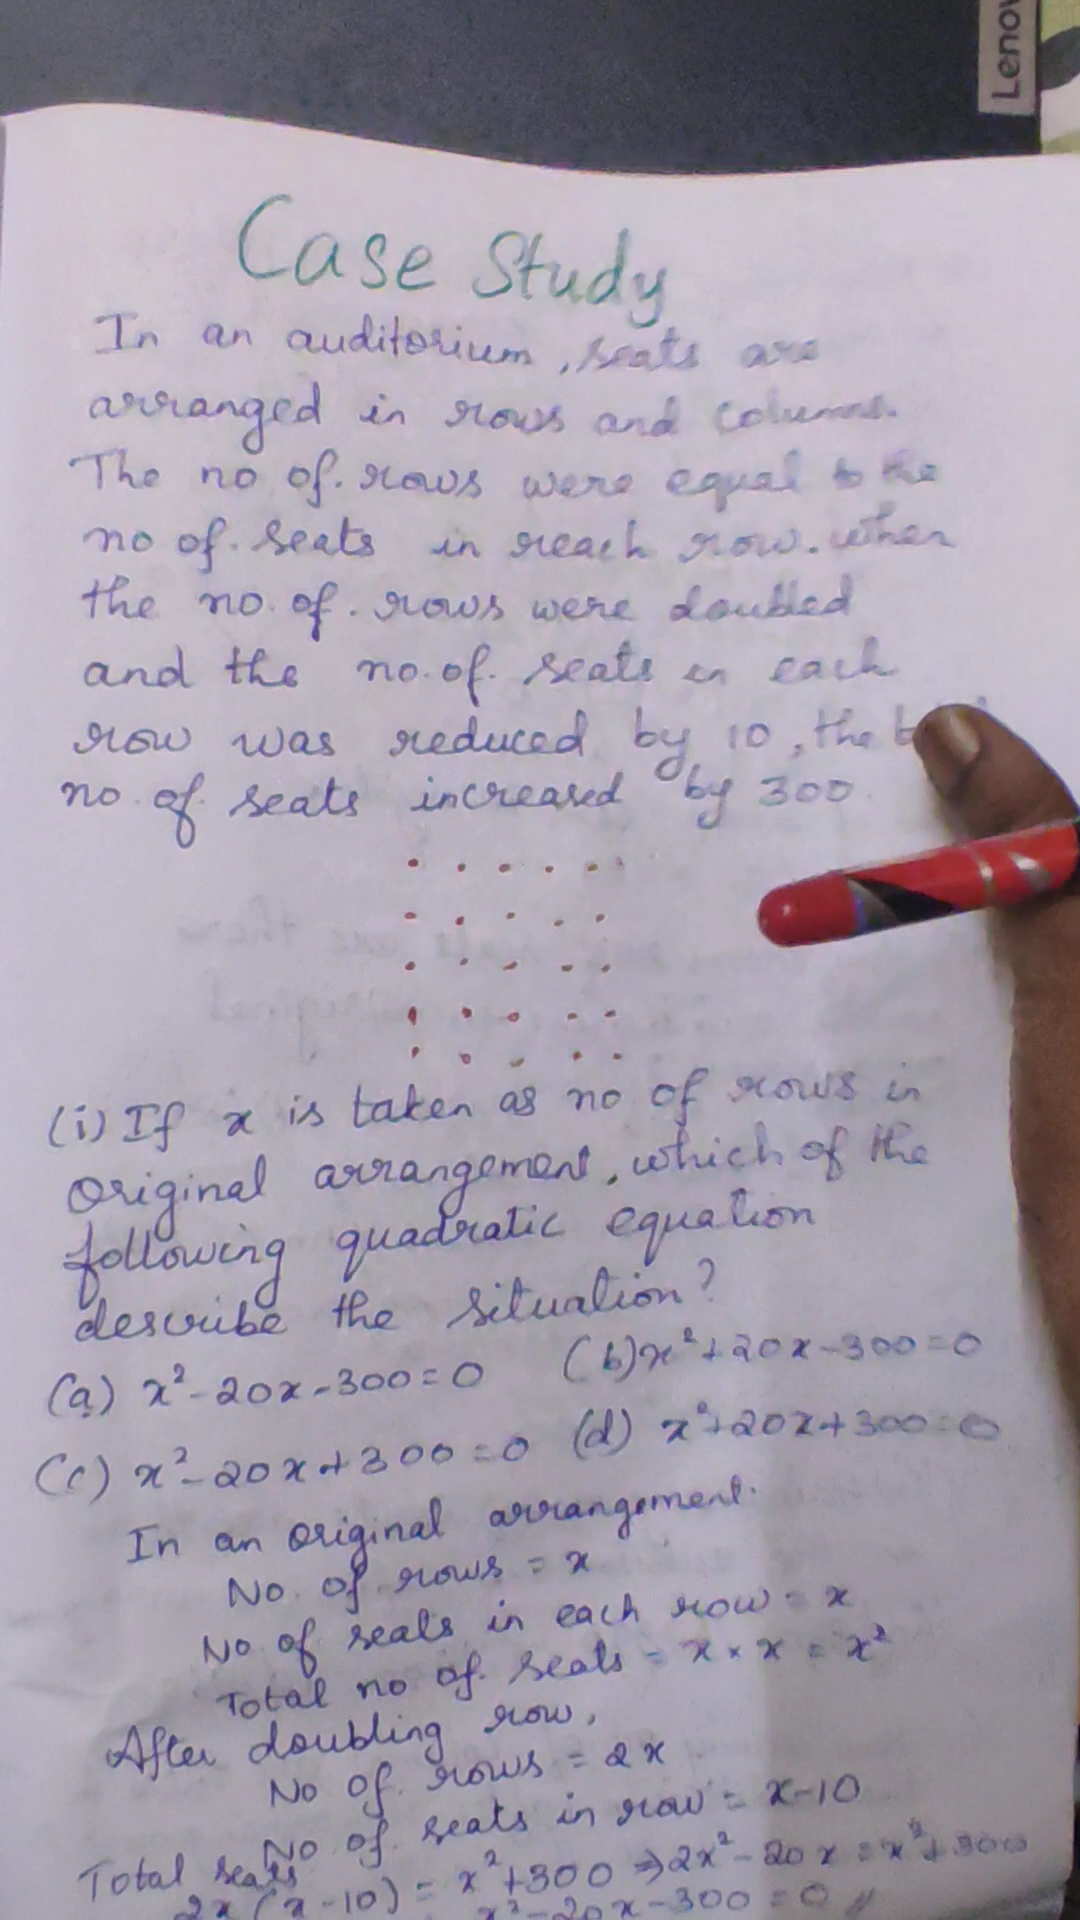 Lenov
Case Study
In an auditorium, seats are
arranged in rows and columns.
The no of. rows were equal to the
no of. seats in reach row. when
the no. of. rows were doubled
and the no. of. seats in each
row was reduced by 10, the
no. of. seats increased by 300.
(i) If x is taken as no of rows in
Original arrangement, which of the
following quadratic equation
describe the situation?
(a) x²-20x-300=0 (b) x²+20x-300=0
(c) x²-20x+300=0 (d) x²+20x+300=0
In an original arrangement.
No. of. rows = x
No of seats in each row = x
Total no of. seats = x × x = x²
After doubling row,
No of. rows = 2x
No of. seats in row = x-10
Total seats
2x(x-10) = x²+300 ⇒ 2x²-20x = x²+300
x²-20x-300=0 //